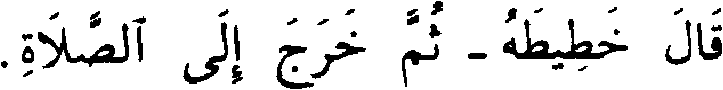 قَالَ خَطِيطَهُ - ثُمَّ خَرَجَ إِلَى ٱلصَّلَاةِ.